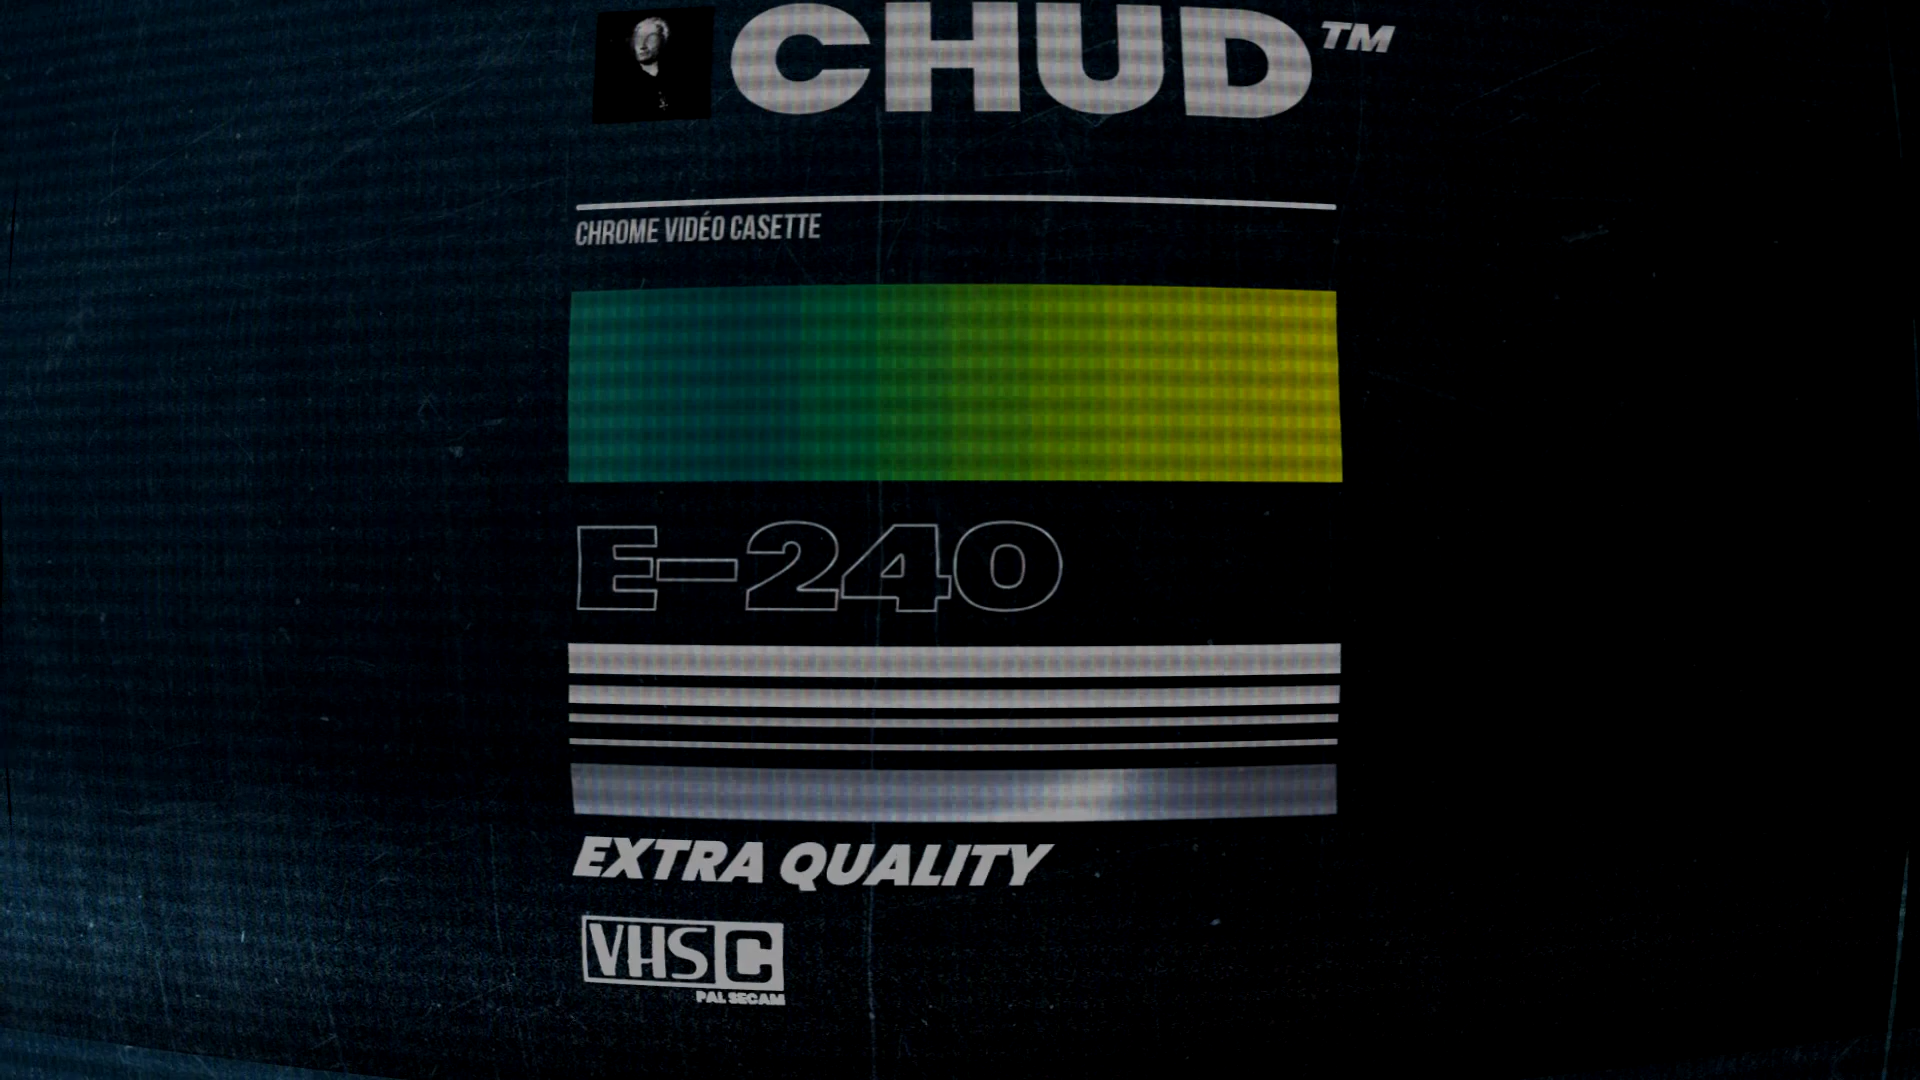 CHUD™
CHROME VIDÉO CASETTE
E-240
EXTRA QUALITY
VHS C
PAL SECAM